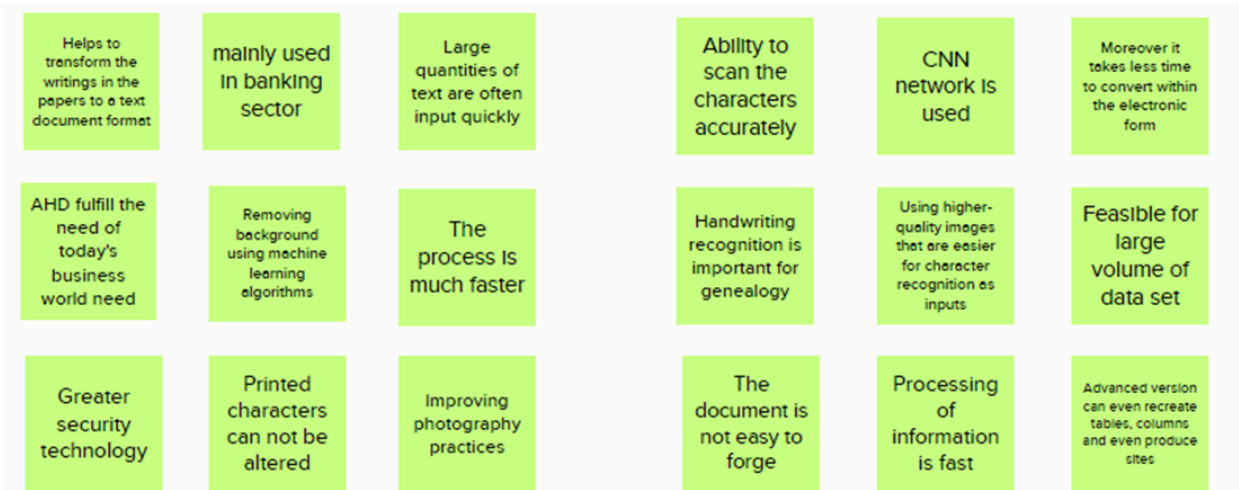 Helps to
transform the
writings in the
papers to a text
document format
mainly used
in banking
sector
Large
quantities of
text are often
input quickly
Ability to
scan the
characters
accurately
CNN
network is
used
Moreover it
takes less time
to convert within
the electronic
form
AHD fulfill the
need of
today's
business
world need
Removing
background
using machine
learning
algorithms
The
process is
much faster
Handwriting
recognition is
important for
genealogy
Using higher-
quality images
that are easier
for character
recognition as
inputs
Feasible for
large
volume of
data set
Greater
security
technology
Printed
characters
can not be
altered
Improving
photography
practices
The
document is
not easy to
forge
Processing
of
information
is fast
Advanced version
can even recreate
tables, columns
and even produce
sites